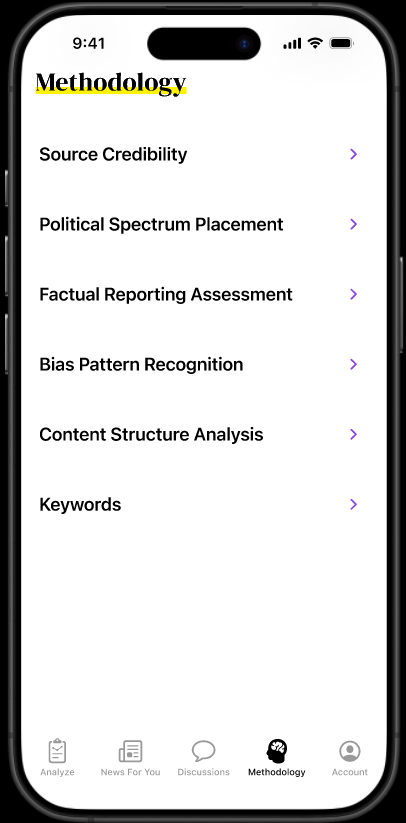 9:41
Methodology
Source Credibility
Political Spectrum Placement
Factual Reporting Assessment
Bias Pattern Recognition
Content Structure Analysis
Keywords
Analyze
News For You
Discussions
Methodology
Account